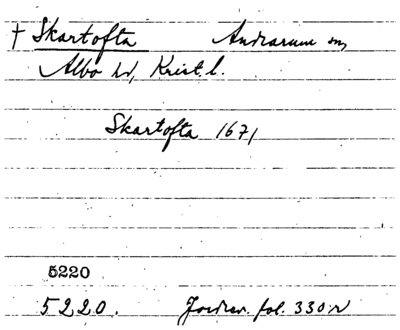 † Skartofta Andrarum sn,
Albo hd, Krist. l.
Skartofta 1671
5220
5220. Jordrev. fol. 330 v